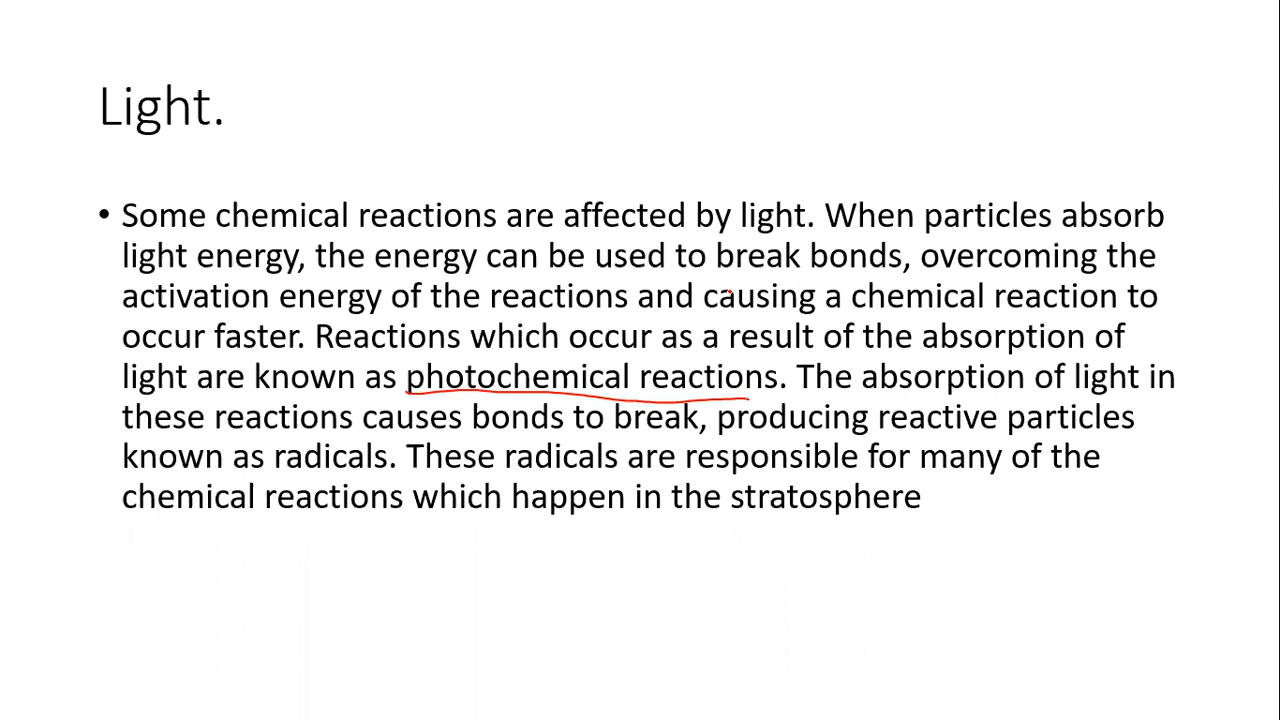 Light.
• Some chemical reactions are affected by light. When particles absorb
light energy, the energy can be used to break bonds, overcoming the
activation energy of the reactions and causing a chemical reaction to
occur faster. Reactions which occur as a result of the absorption of
light are known as photochemical reactions. The absorption of light in
these reactions causes bonds to break, producing reactive particles
known as radicals. These radicals are responsible for many of the
chemical reactions which happen in the stratosphere